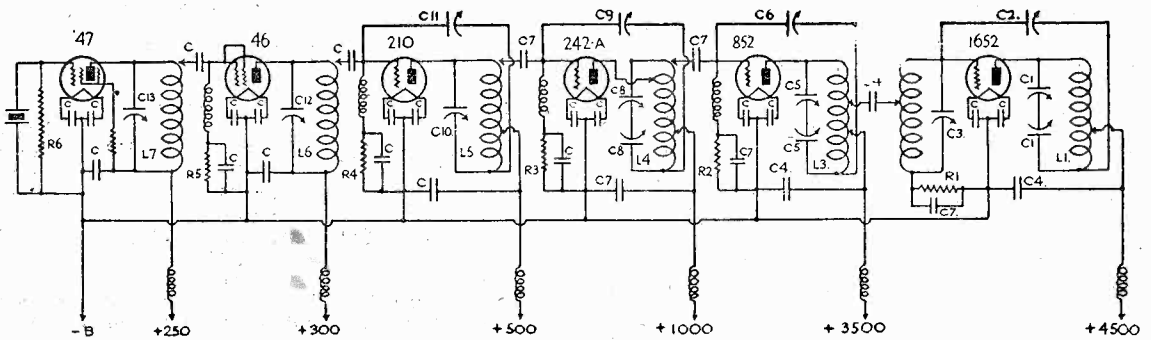 C11 C9 C6 C2.
47 46 210 242-A 852 1652
C C C7 C7
C13 C12 C8 C5 C1
C C C C C C C C C C C C
R6 L7 L6 C10 L5 C8 L4 C5 L3. C3. C1 L1.
C R5 C C R4 C C R3 C C7 R2 C7 C4. R1 C7. C4.
-B +250 +300 +500 +1000 +3500 +4500